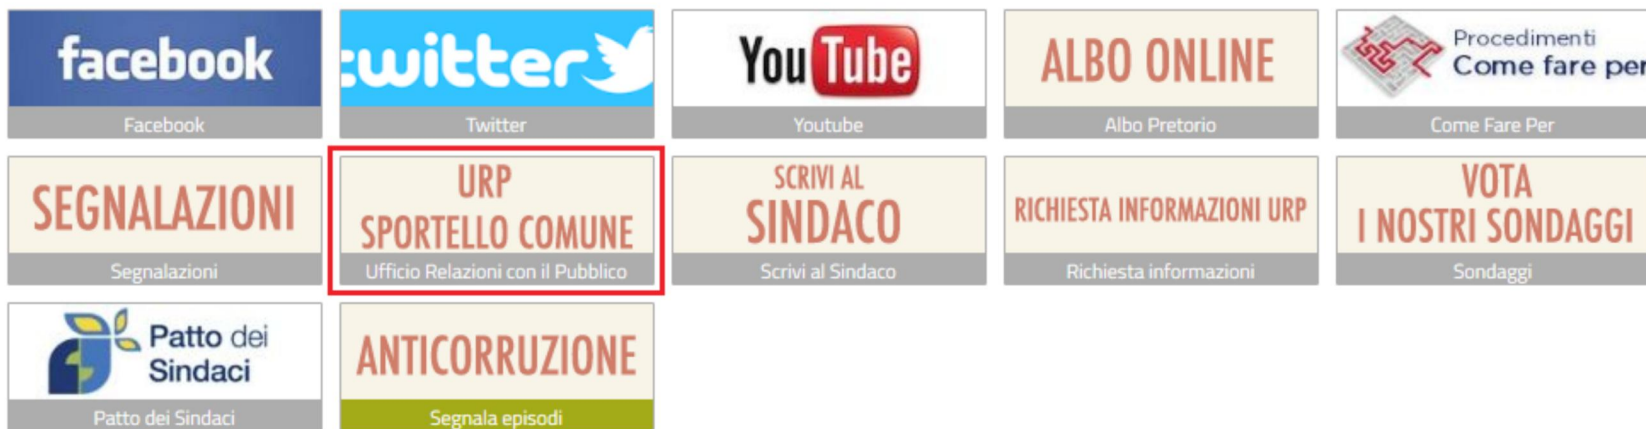 facebook
Facebook
twitter
Twitter
You Tube
Youtube
ALBO ONLINE
Albo Pretorio
Procedimenti
Come fare per
Come Fare Per
SEGNALAZIONI
Segnalazioni
URP
SPORTELLO COMUNE
Ufficio Relazioni con il Pubblico
SCRIVI AL
SINDACO
Scrivi al Sindaco
RICHIESTA INFORMAZIONI URP
Richiesta informazioni
VOTA
I NOSTRI SONDAGGI
Sondaggi
Patto dei
Sindaci
Patto dei Sindaci
ANTICORRUZIONE
Segnala episodi